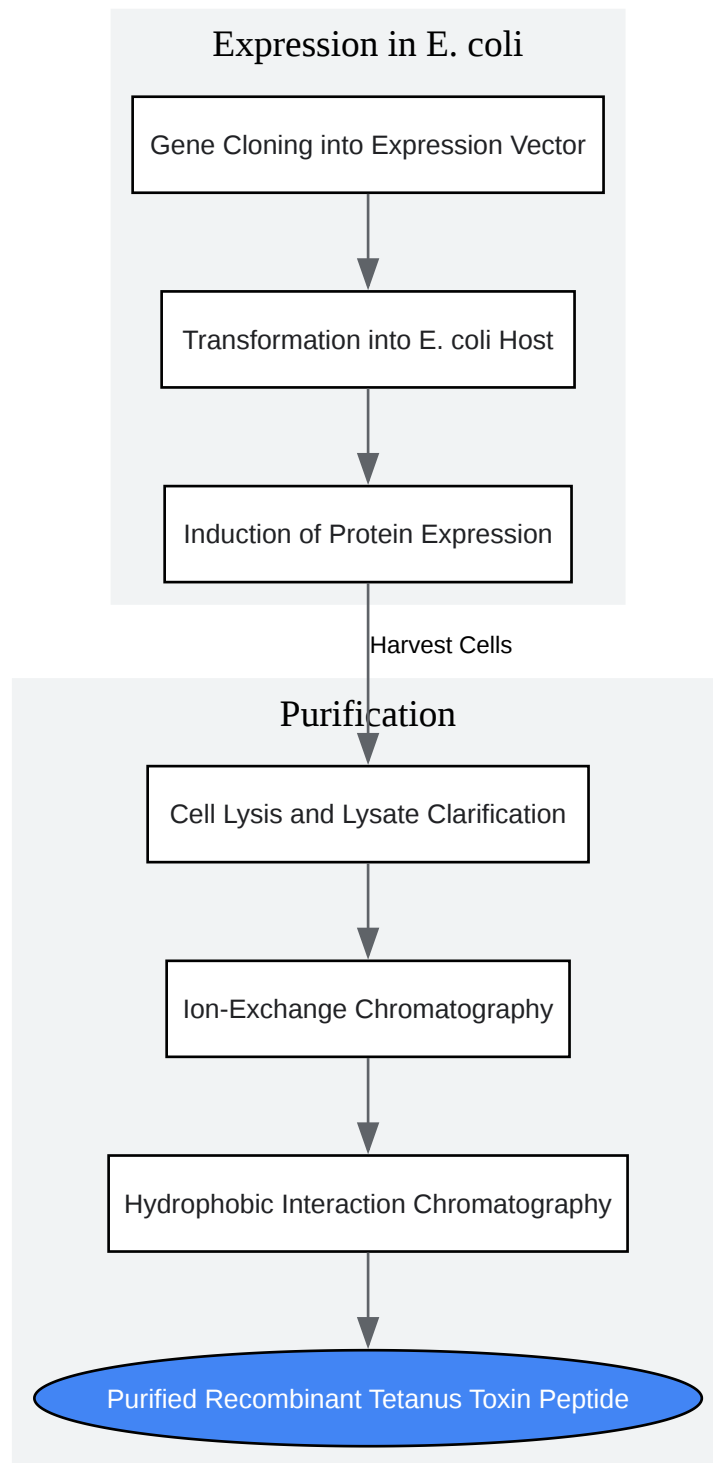 Expression in E. coli
Gene Cloning into Expression Vector
Transformation into E. coli Host
Induction of Protein Expression
Harvest Cells
Purification
Cell Lysis and Lysate Clarification
Ion-Exchange Chromatography
Hydrophobic Interaction Chromatography
Purified Recombinant Tetanus Toxin Peptide